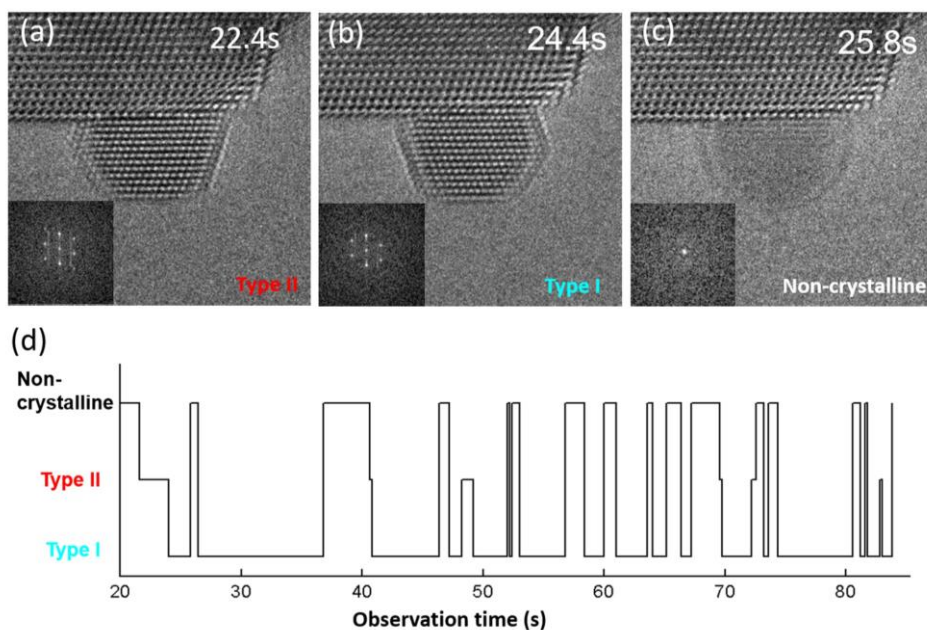 (a)
22.4s
Type II
(b)
24.4s
Type I
(c)
25.8s
Non-crystalline
(d)
Non-
crystalline
Type II
Type I
20 30 40 50 60 70 80
Observation time (s)